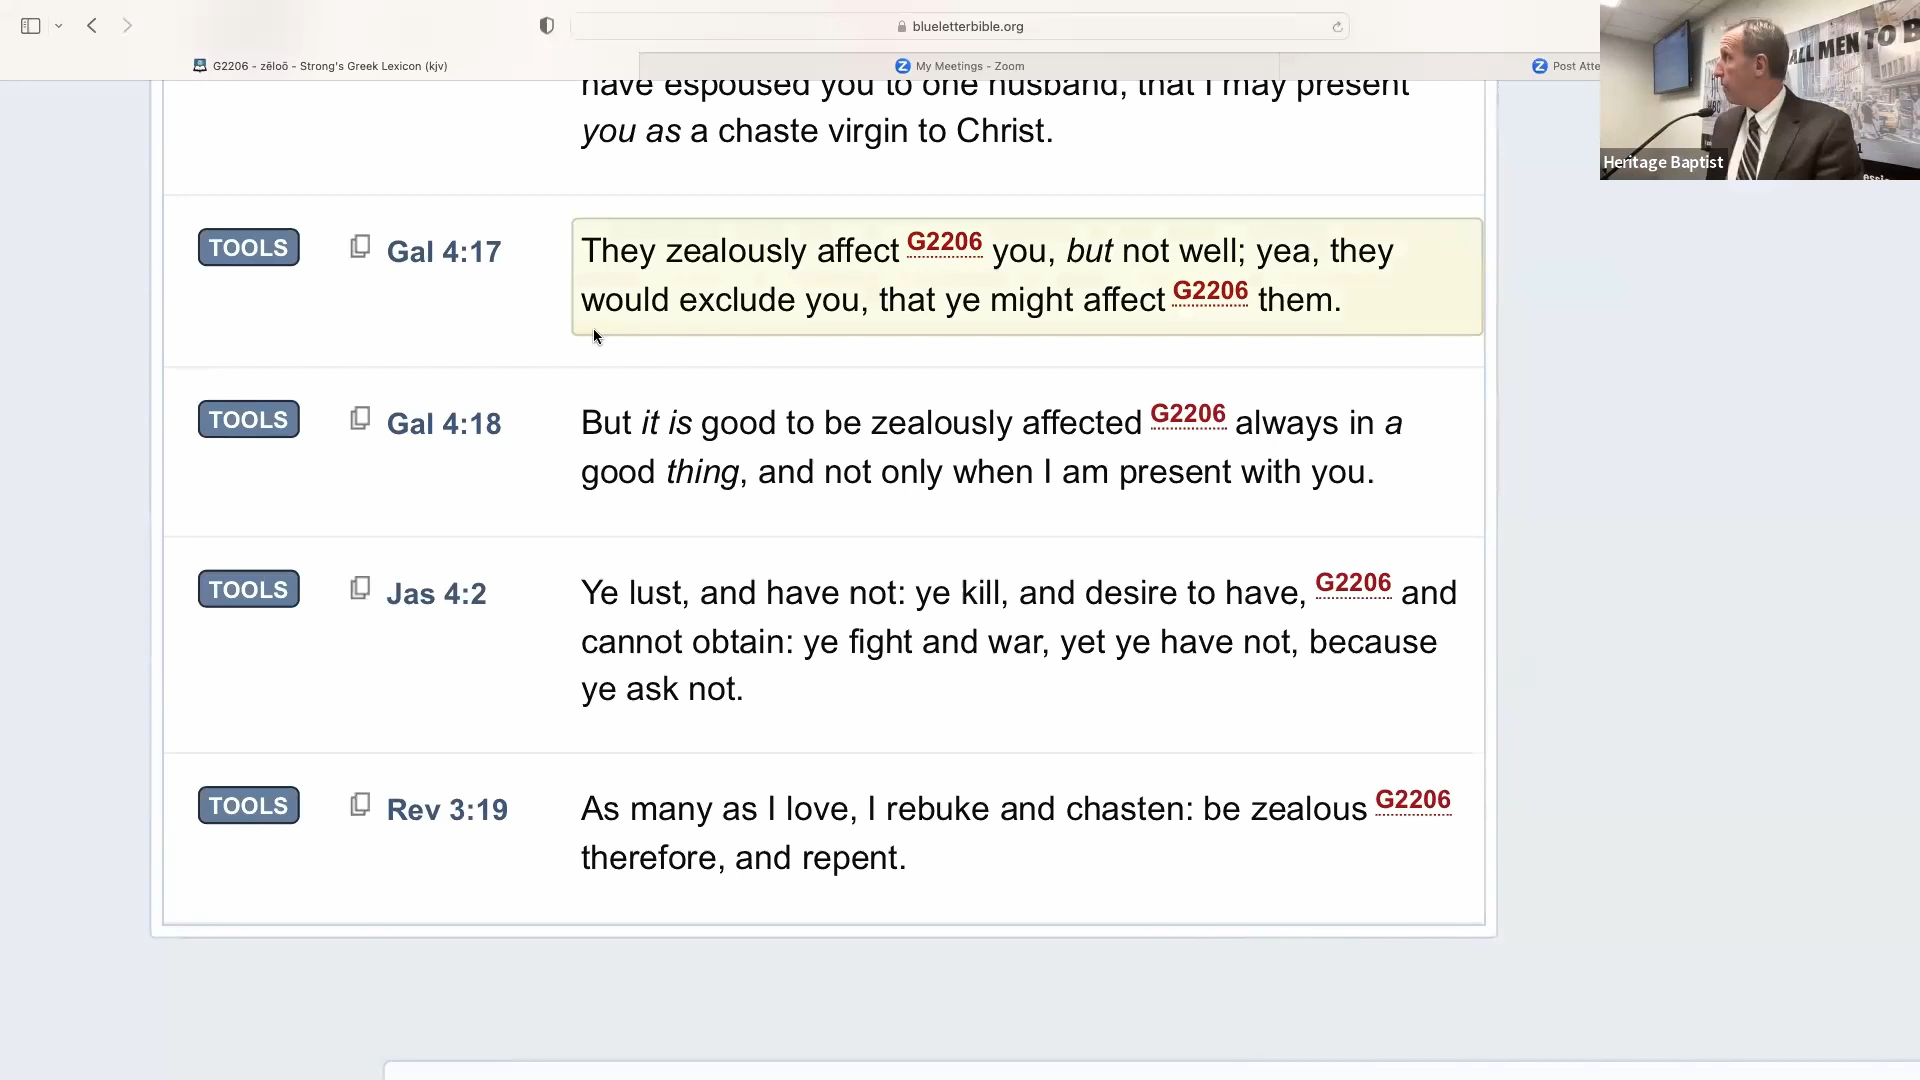 blueletterbible.org
G2206 - zēloō - Strong's Greek Lexicon (kjv)
My Meetings - Zoom
Post Atte
have espoused you to one husband, that I may present
you as a chaste virgin to Christ.
TOOLS Gal 4:17 They zealously affect G2206 you, but not well; yea, they
would exclude you, that ye might affect G2206 them.
TOOLS Gal 4:18 But it is good to be zealously affected G2206 always in a
good thing, and not only when I am present with you.
TOOLS Jas 4:2 Ye lust, and have not: ye kill, and desire to have, G2206 and
cannot obtain: ye fight and war, yet ye have not, because
ye ask not.
TOOLS Rev 3:19 As many as I love, I rebuke and chasten: be zealous G2206
therefore, and repent.
ALL MEN TO B
Heritage Baptist